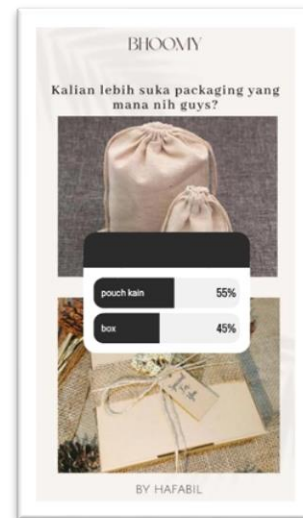 BHOOMY
Kalian lebih suka packaging yang
mana nih guys?
pouch kain 55%
box 45%
BY HAFABIL